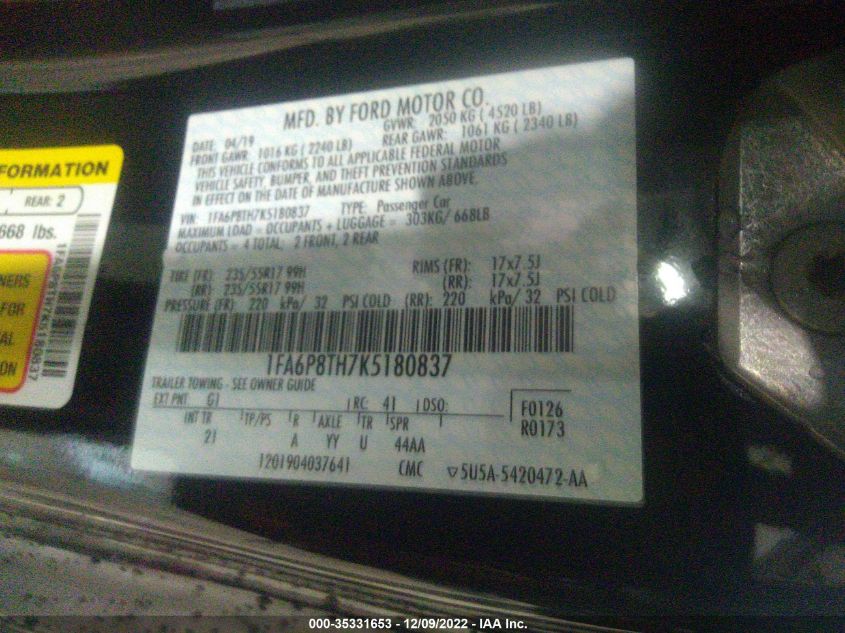 MFD. BY FORD MOTOR CO.
DATE 04/19 GVWR: 2050 KG ( 4520 LB)
FRONT GAWR: 1016 KG ( 2240 LB) REAR GAWR: 1061 KG ( 2340 LB)
THIS VEHICLE CONFORMS TO ALL APPLICABLE FEDERAL MOTOR
VEHICLE SAFETY, BUMPER, AND THEFT PREVENTION STANDARDS
IN EFFECT ON THE DATE OF MANUFACTURE SHOWN ABOVE.
VIN: 1FA6P8TH7K5180837 TYPE: Passenger Car
MAXIMUM LOAD = OCCUPANTS + LUGGAGE = 303KG/ 668LB
OCCUPANTS = 4 TOTAL, 2 FRONT, 2 REAR
TIRE (FR): 235/55R17 99H RIMS (FR): 17x7.5J
(RR): 235/55R17 99H (RR): 17x7.5J
PRESSURE (FR): 220 kPa/ 32 PSI COLD (RR): 220 kPa/ 32 PSI COLD
1FA6P8TH7K5180837
TRAILER TOWING - SEE OWNER GUIDE
EXT PNT G1 RC: 41 DSO: F0126
INT TR TP/PS R AXLE TR SPR R0173
21 A YY U 44AA
1201904037641 CMC 5U5A-5420472-AA
FORMATION
REAR: 2
668 lbs.
NERS
FOR
AL
ON
1FA6P8TH7K5180837
000-35331653 - 12/09/2022 - IAA Inc.